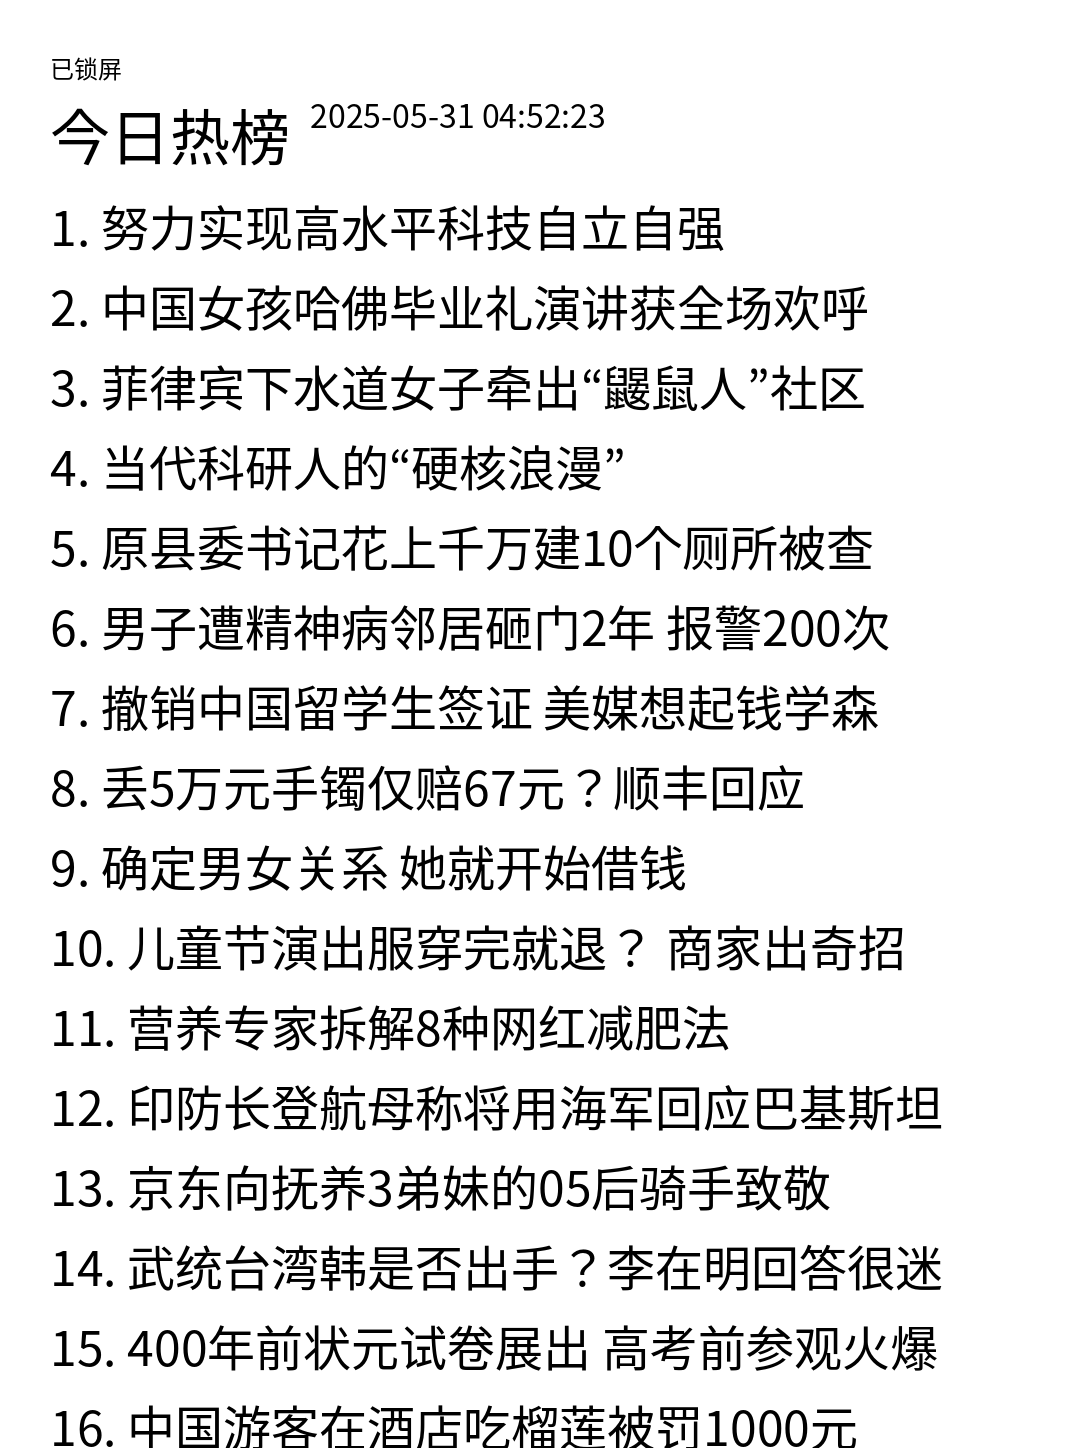 已锁屏
今日热榜 2025-05-31 04:52:23
1. 努力实现高水平科技自立自强
2. 中国女孩哈佛毕业礼演讲获全场欢呼
3. 菲律宾下水道女子牵出“鼹鼠人”社区
4. 当代科研人的“硬核浪漫”
5. 原县委书记花上千万建10个厕所被查
6. 男子遭精神病邻居砸门2年 报警200次
7. 撤销中国留学生签证 美媒想起钱学森
8. 丢5万元手镯仅赔67元？顺丰回应
9. 确定男女关系 她就开始借钱
10. 儿童节演出服穿完就退？ 商家出奇招
11. 营养专家拆解8种网红减肥法
12. 印防长登航母称将用海军回应巴基斯坦
13. 京东向抚养3弟妹的05后骑手致敬
14. 武统台湾韩是否出手？李在明回答很迷
15. 400年前状元试卷展出 高考前参观火爆
16. 中国游客在酒店吃榴莲被罚1000元